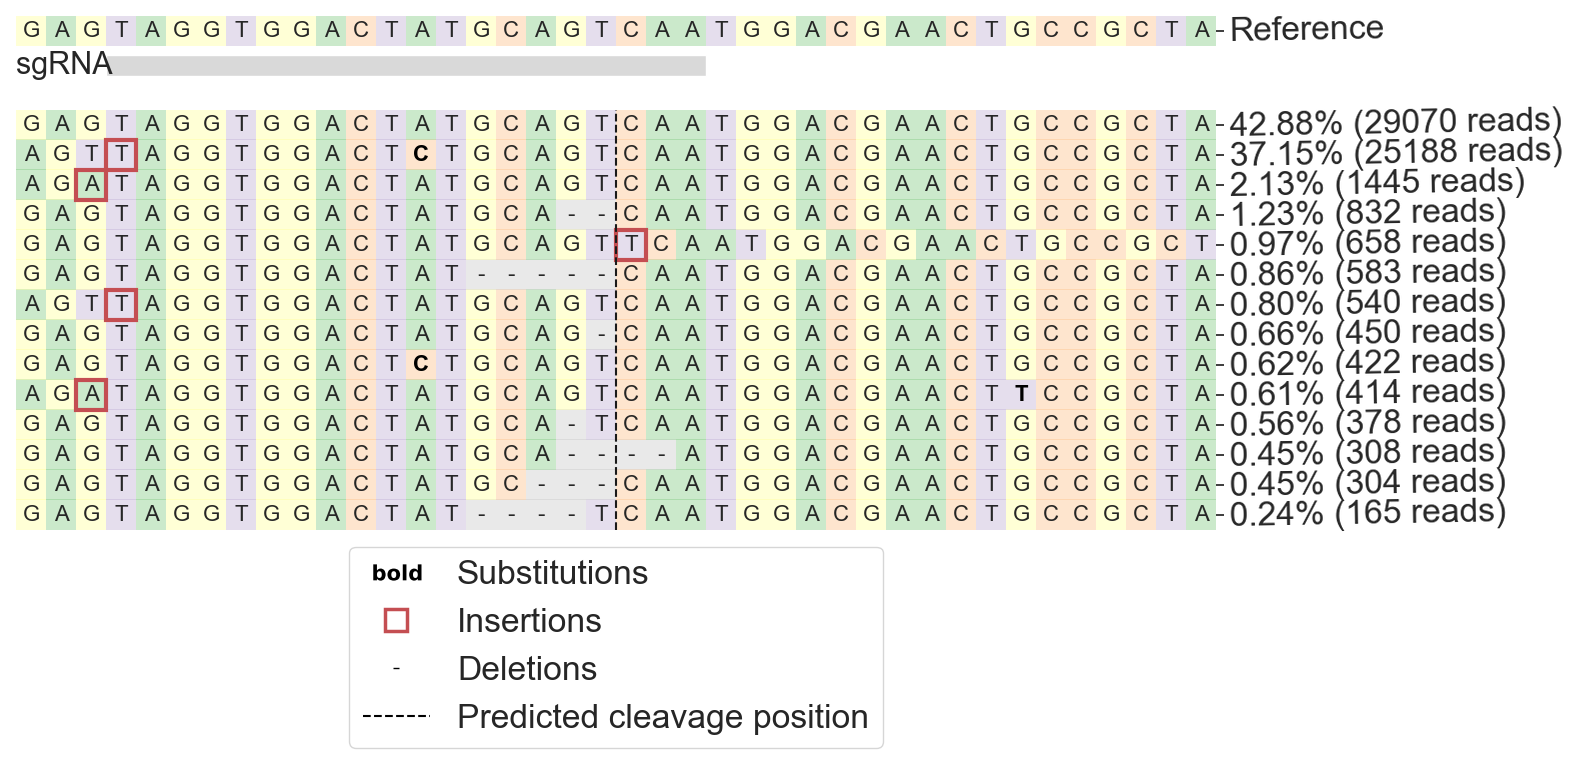 G A G T A G G T G G A C T A T G C A G T C A A T G G A C G A A C T G C C G C T A Reference
sgRNA
G A G T A G G T G G A C T A T G C A G T C A A T G G A C G A A C T G C C G C T A 42.88% (29070 reads)
A G T T A G G T G G A C T C T G C A G T C A A T G G A C G A A C T G C C G C T A 37.15% (25188 reads)
A G A T A G G T G G A C T A T G C A G T C A A T G G A C G A A C T G C C G C T A 2.13% (1445 reads)
G A G T A G G T G G A C T A T G C A - - C A A T G G A C G A A C T G C C G C T A 1.23% (832 reads)
G A G T A G G T G G A C T A T G C A G T T C A A T G G A C G A A C T G C C G C T 0.97% (658 reads)
G A G T A G G T G G A C T A T - - - - - C A A T G G A C G A A C T G C C G C T A 0.86% (583 reads)
A G T T A G G T G G A C T A T G C A G T C A A T G G A C G A A C T G C C G C T A 0.80% (540 reads)
G A G T A G G T G G A C T A T G C A G - C A A T G G A C G A A C T G C C G C T A 0.66% (450 reads)
G A G T A G G T G G A C T C T G C A G T C A A T G G A C G A A C T G C C G C T A 0.62% (422 reads)
A G A T A G G T G G A C T A T G C A G T C A A T G G A C G A A C T T C C G C T A 0.61% (414 reads)
G A G T A G G T G G A C T A T G C A - T C A A T G G A C G A A C T G C C G C T A 0.56% (378 reads)
G A G T A G G T G G A C T A T G C A - - - - A T G G A C G A A C T G C C G C T A 0.45% (308 reads)
G A G T A G G T G G A C T A T G C - - - C A A T G G A C G A A C T G C C G C T A 0.45% (304 reads)
G A G T A G G T G G A C T A T - - - - T C A A T G G A C G A A C T G C C G C T A 0.24% (165 reads)
bold Substitutions
Insertions
- Deletions
Predicted cleavage position